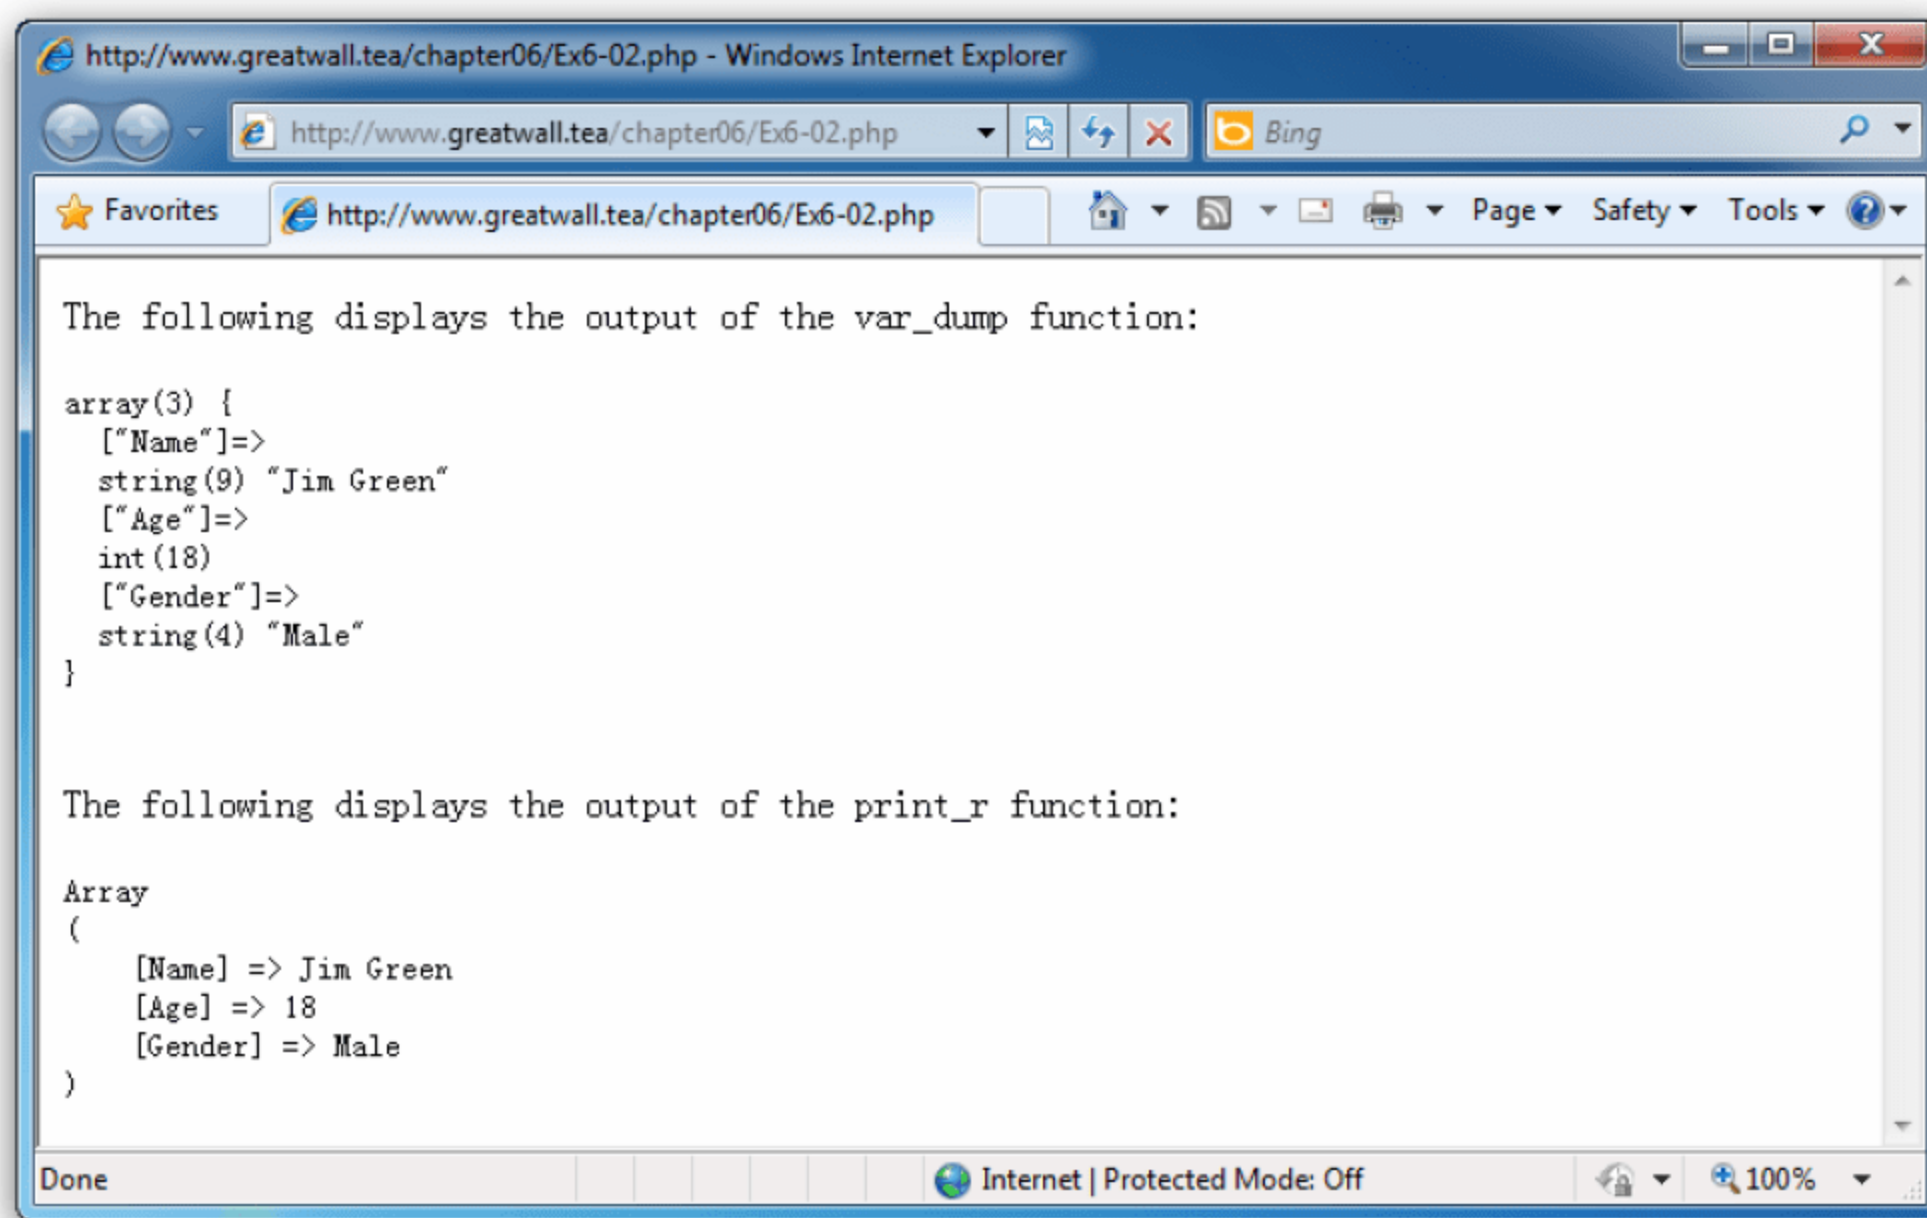 http://www.greatwall.tea/chapter06/Ex6-02.php - Windows Internet Explorer
http://www.greatwall.tea/chapter06/Ex6-02.php
Bing
Favorites
http://www.greatwall.tea/chapter06/Ex6-02.php
Page
Safety
Tools
The following displays the output of the var_dump function:
array(3) {
  ["Name"]=>
  string(9) "Jim Green"
  ["Age"]=>
  int(18)
  ["Gender"]=>
  string(4) "Male"
}
The following displays the output of the print_r function:
Array
(
    [Name] => Jim Green
    [Age] => 18
    [Gender] => Male
)
Done
Internet | Protected Mode: Off
100%